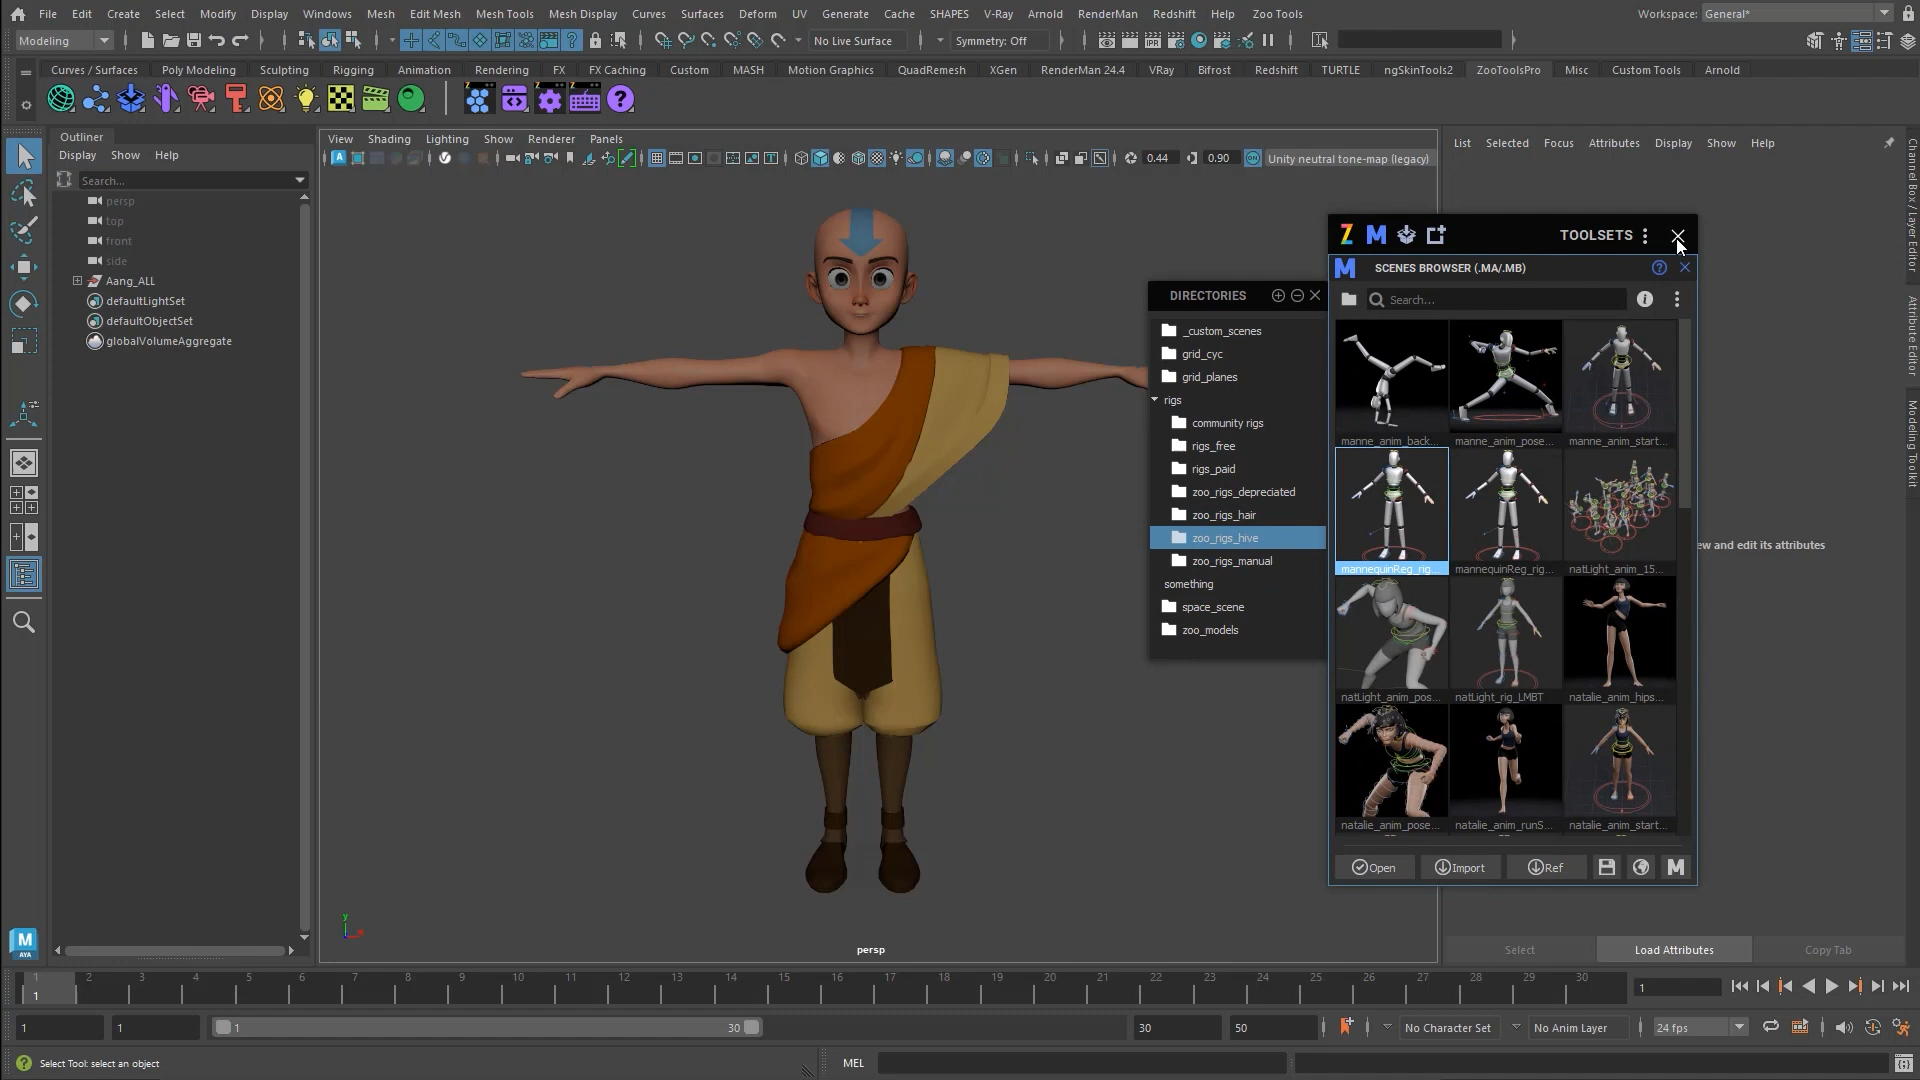 File Edit Create Select Modify Display Windows Mesh Edit Mesh Mesh Tools Mesh Display Curves Surfaces Deform UV Generate Cache SHAPES V-Ray Arnold RenderMan Redshift Help Zoo Tools Workspace: General*
Modeling No Live Surface Symmetry: Off
Curves / Surfaces Poly Modeling Sculpting Rigging Animation Rendering FX FX Caching Custom MASH Motion Graphics QuadRemesh XGen RenderMan 24.4 VRay Bifrost Redshift TURTLE ngSkinTools2 ZooToolsPro Misc Custom Tools Arnold
Outliner
Display Show Help
Search...
persp
top
front
side
Aang_ALL
defaultLightSet
defaultObjectSet
globalVolumeAggregate
View Shading Lighting Show Renderer Panels
0.44 0.90 Unity neutral tone-map (legacy)
persp
DIRECTORIES
_custom_scenes
grid_cyc
grid_planes
rigs
community rigs
rigs_free
rigs_paid
zoo_rigs_depreciated
zoo_rigs_hair
zoo_rigs_hive
zoo_rigs_manual
something
space_scene
zoo_models
TOOLSETS
SCENES BROWSER (.MA/.MB)
Search...
manne_anim_back... manne_anim_pose... manne_anim_start...
mannequinReg_rig... mannequinReg_rig... natLight_anim_15...
natLight_anim_pos... natLight_rig_LMBT natalie_anim_hips...
natalie_anim_pose... natalie_anim_runS... natalie_anim_start...
Open Import Ref
List Selected Focus Attributes Display Show Help
ew and edit its attributes
Select Load Attributes Copy Tab
Channel Box / Layer Editor
Attribute Editor
Modeling Toolkit
M
AYA
1 2 3 4 5 6 7 8 9 10 11 12 13 14 15 16 17 18 19 20 21 22 23 24 25 26 27 28 29 30
1 1
1 1 1 30 30 50 No Character Set No Anim Layer 24 fps
Select Tool: select an object MEL